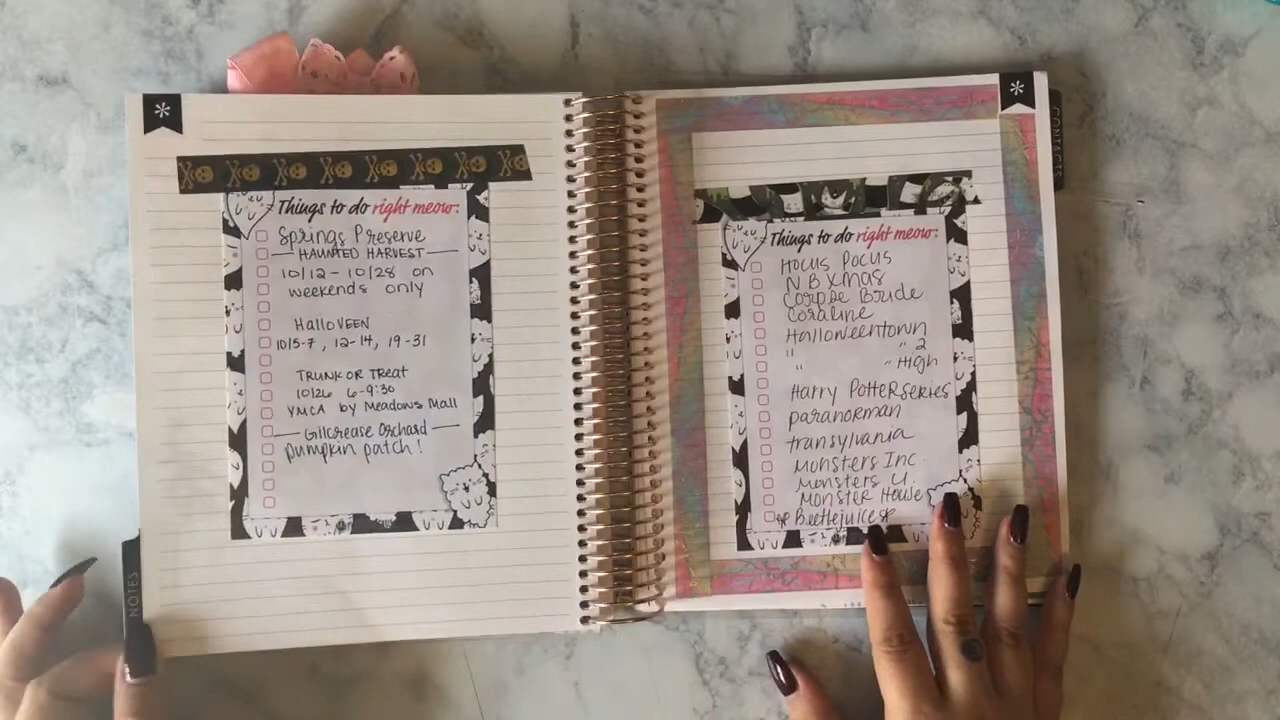 Things to do right meow:
Springs Preserve
HAUNTED HARVEST
10/12 - 10/28 on
weekends only
HalloVEEN
10/5-7, 12-14, 19-31
TRUNK OR TREAT
10/26 6-9:30
YMCA by Meadows Mall
Gilcrease Orchard
pumpkin patch!
NOTES
Things to do right meow:
HOCUS POCUS
N B Xmas
Corpse Bride
Coraline
Halloweentown
" " 2
" " High
Harry Potter series
paranorman
transylvania
Monsters Inc.
Monsters U.
Monster House
Beetlejuice
CONTACTS